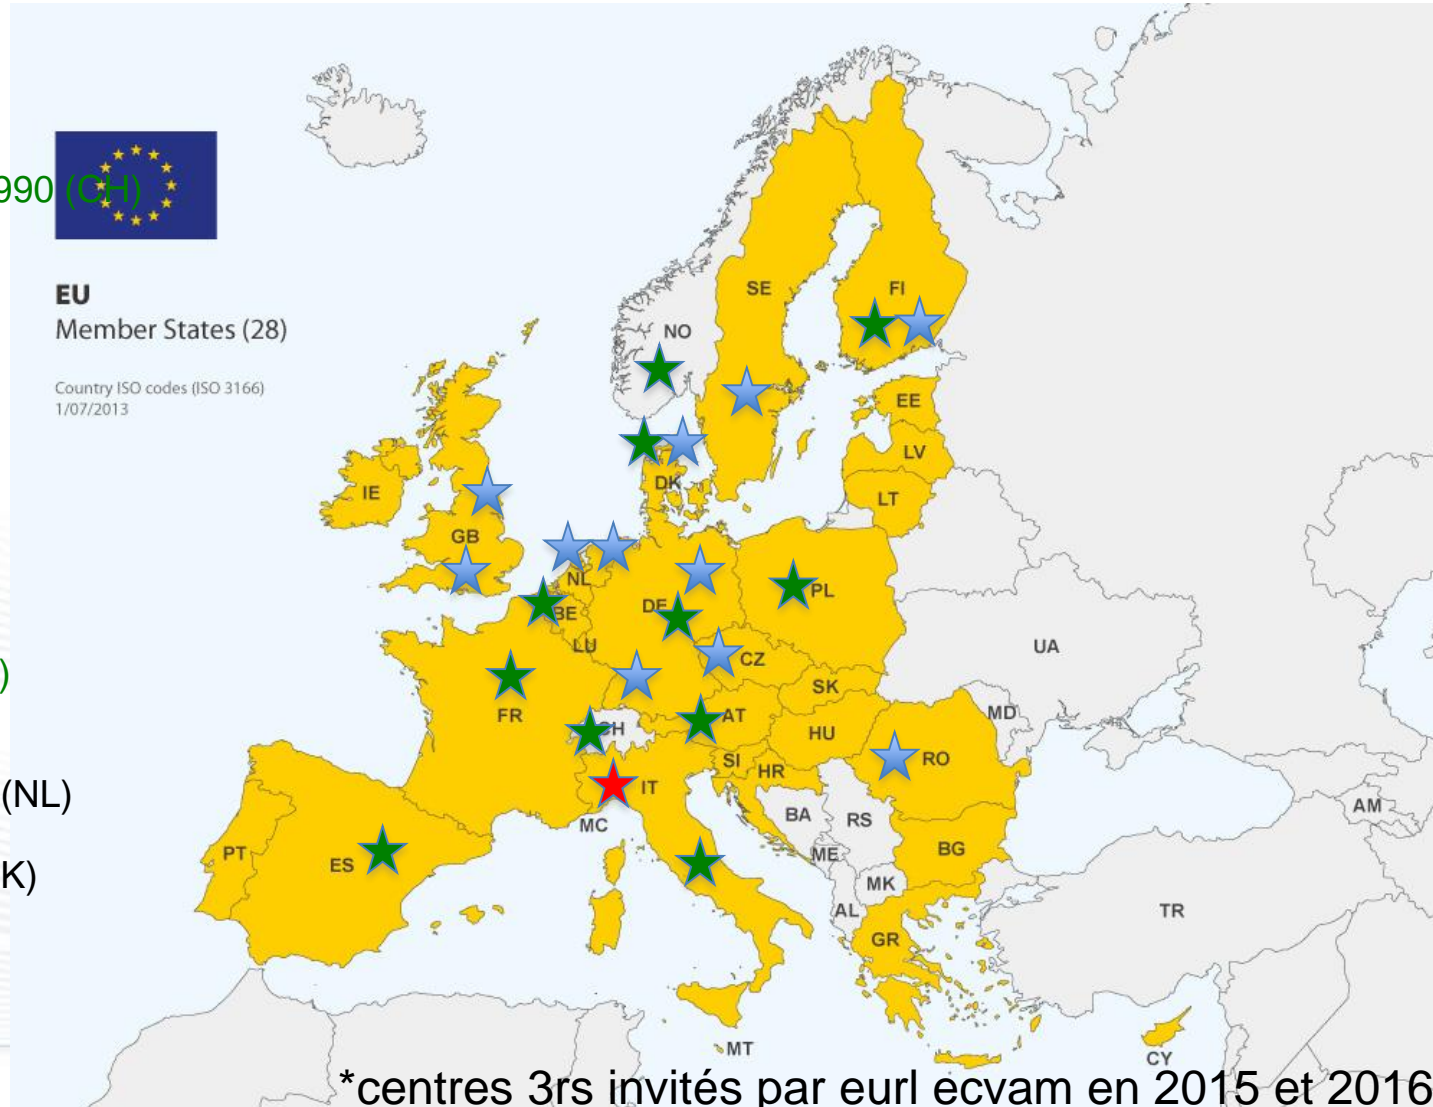 990 (CH)
EU
Member States (28)
Country ISO codes (ISO 3166)
1/07/2013
SE
FI
NO
EE
LV
DK
LT
IE
GB
NL
PL
DE
BE
LU
UA
CZ
)
SK
MD
FR
AT
CH
HU
SI
RO
HR
IT
(NL)
AM
BA
RS
MC
BG
PT
ME
ES
K)
MK
AL
TR
GR
MT
CY
*centres 3rs invités par eurl ecvam en 2015 et 2016